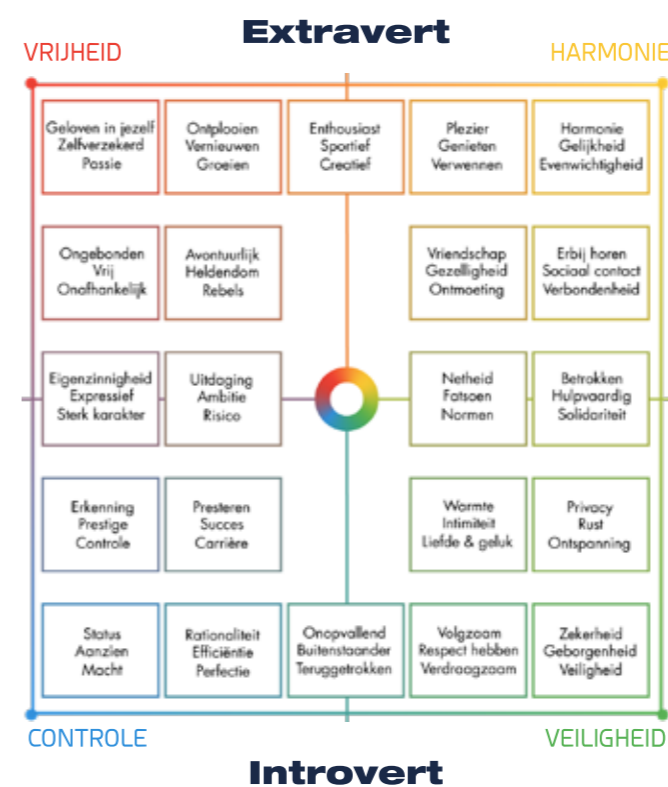 Extravert
VRIJHEID
HARMONIE
Geloven in jezelf
Zelfverzekerd
Passie
Ontplooien
Vernieuwen
Groeien
Enthousiast
Sportief
Creatief
Plezier
Genieten
Verwennen
Harmonie
Gelijkheid
Evenwichtigheid
Ongebonden
Vrij
Onafhankelijk
Avontuurlijk
Heldendom
Rebels
Vriendschap
Gezelligheid
Ontmoeting
Erbij horen
Sociaal contact
Verbondenheid
Eigenzinnigheid
Expressief
Sterk karakter
Uitdaging
Ambitie
Risico
Netheid
Fatsoen
Normen
Betrokken
Hulpvaardig
Solidariteit
Erkenning
Prestige
Controle
Presteren
Succes
Carrière
Warmte
Intimiteit
Liefde & geluk
Privacy
Rust
Ontspanning
Status
Aanzien
Macht
Rationaliteit
Efficiëntie
Perfectie
Onopvallend
Buitenstaander
Teruggetrokken
Volgzaam
Respect hebben
Verdraagzaam
Zekerheid
Geborgenheid
Veiligheid
CONTROLE
VEILIGHEID
Introvert